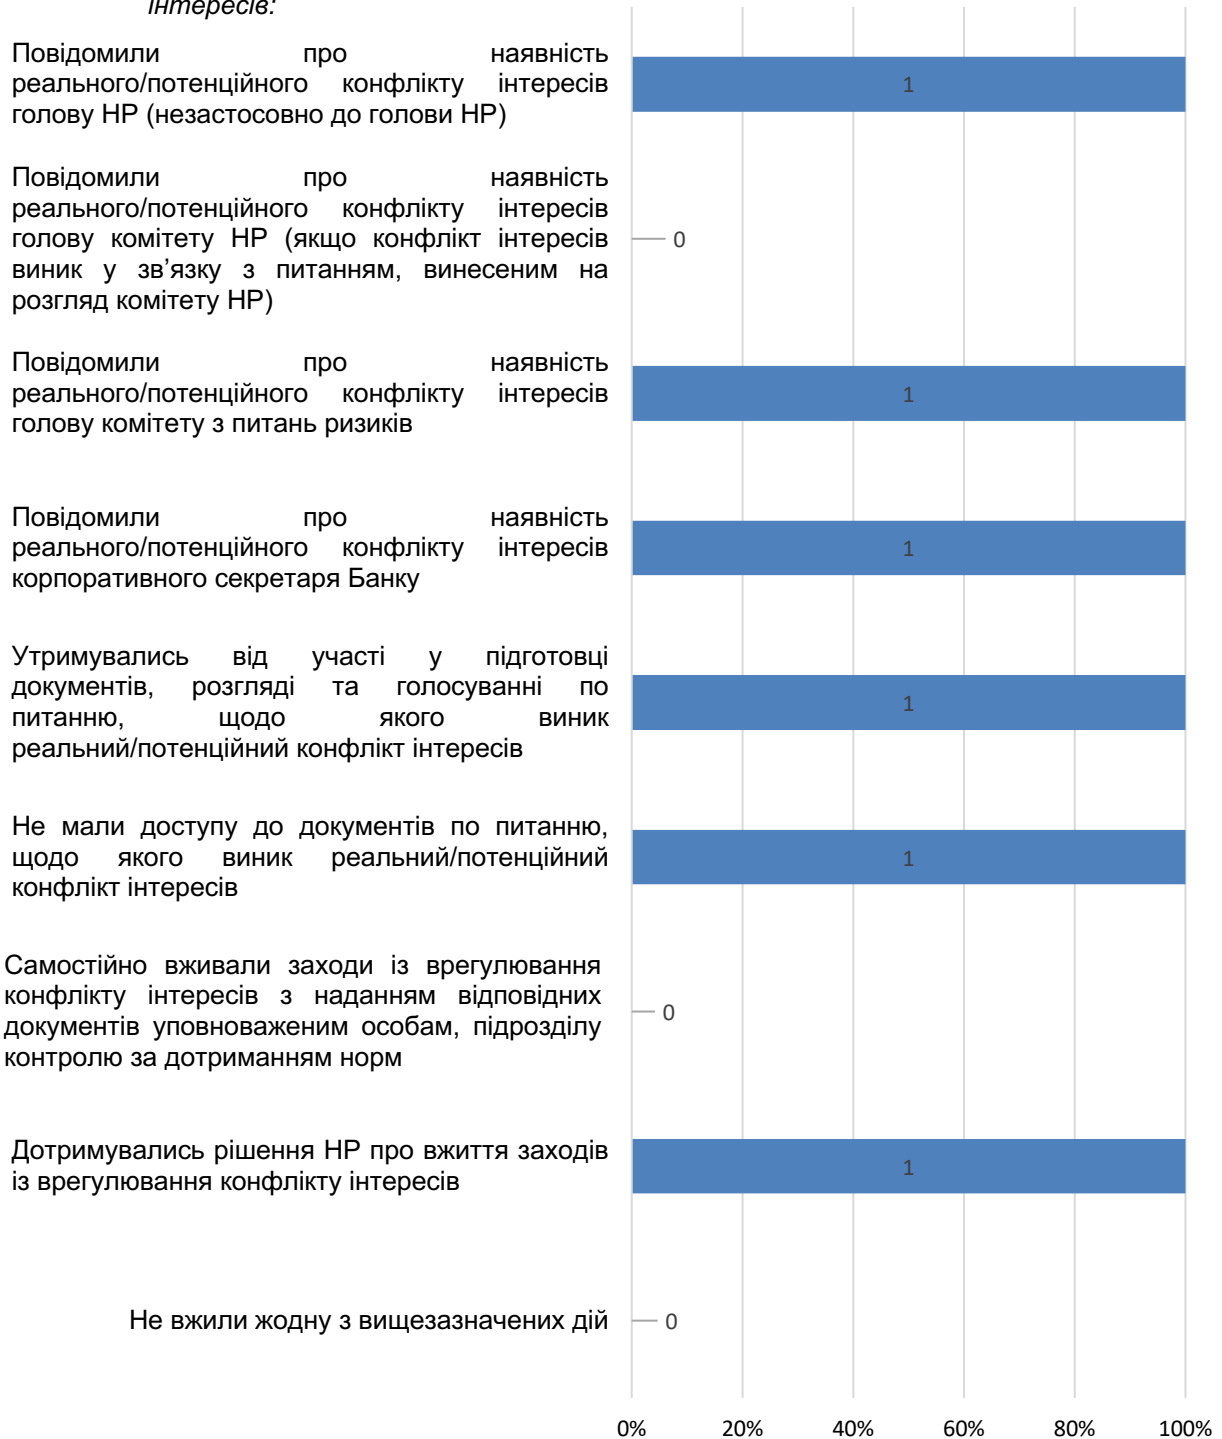 інтересів:
Повідомили про наявність
реального/потенційного конфлікту інтересів
голову НР (незастосовно до голови НР)
1
Повідомили про наявність
реального/потенційного конфлікту інтересів
голову комітету НР (якщо конфлікт інтересів
виник у зв’язку з питанням, винесеним на
розгляд комітету НР)
0
Повідомили про наявність
реального/потенційного конфлікту інтересів
голову комітету з питань ризиків
1
Повідомили про наявність
реального/потенційного конфлікту інтересів
корпоративного секретаря Банку
1
Утримувались від участі у підготовці
документів, розгляді та голосуванні по
питанню, щодо якого виник
реальний/потенційний конфлікт інтересів
1
Не мали доступу до документів по питанню,
щодо якого виник реальний/потенційний
конфлікт інтересів
1
Самостійно вживали заходи із врегулювання
конфлікту інтересів з наданням відповідних
документів уповноваженим особам, підрозділу
контролю за дотриманням норм
0
Дотримувались рішення НР про вжиття заходів
із врегулювання конфлікту інтересів
1
Не вжили жодну з вищезазначених дій
0
0% 20% 40% 60% 80% 100%